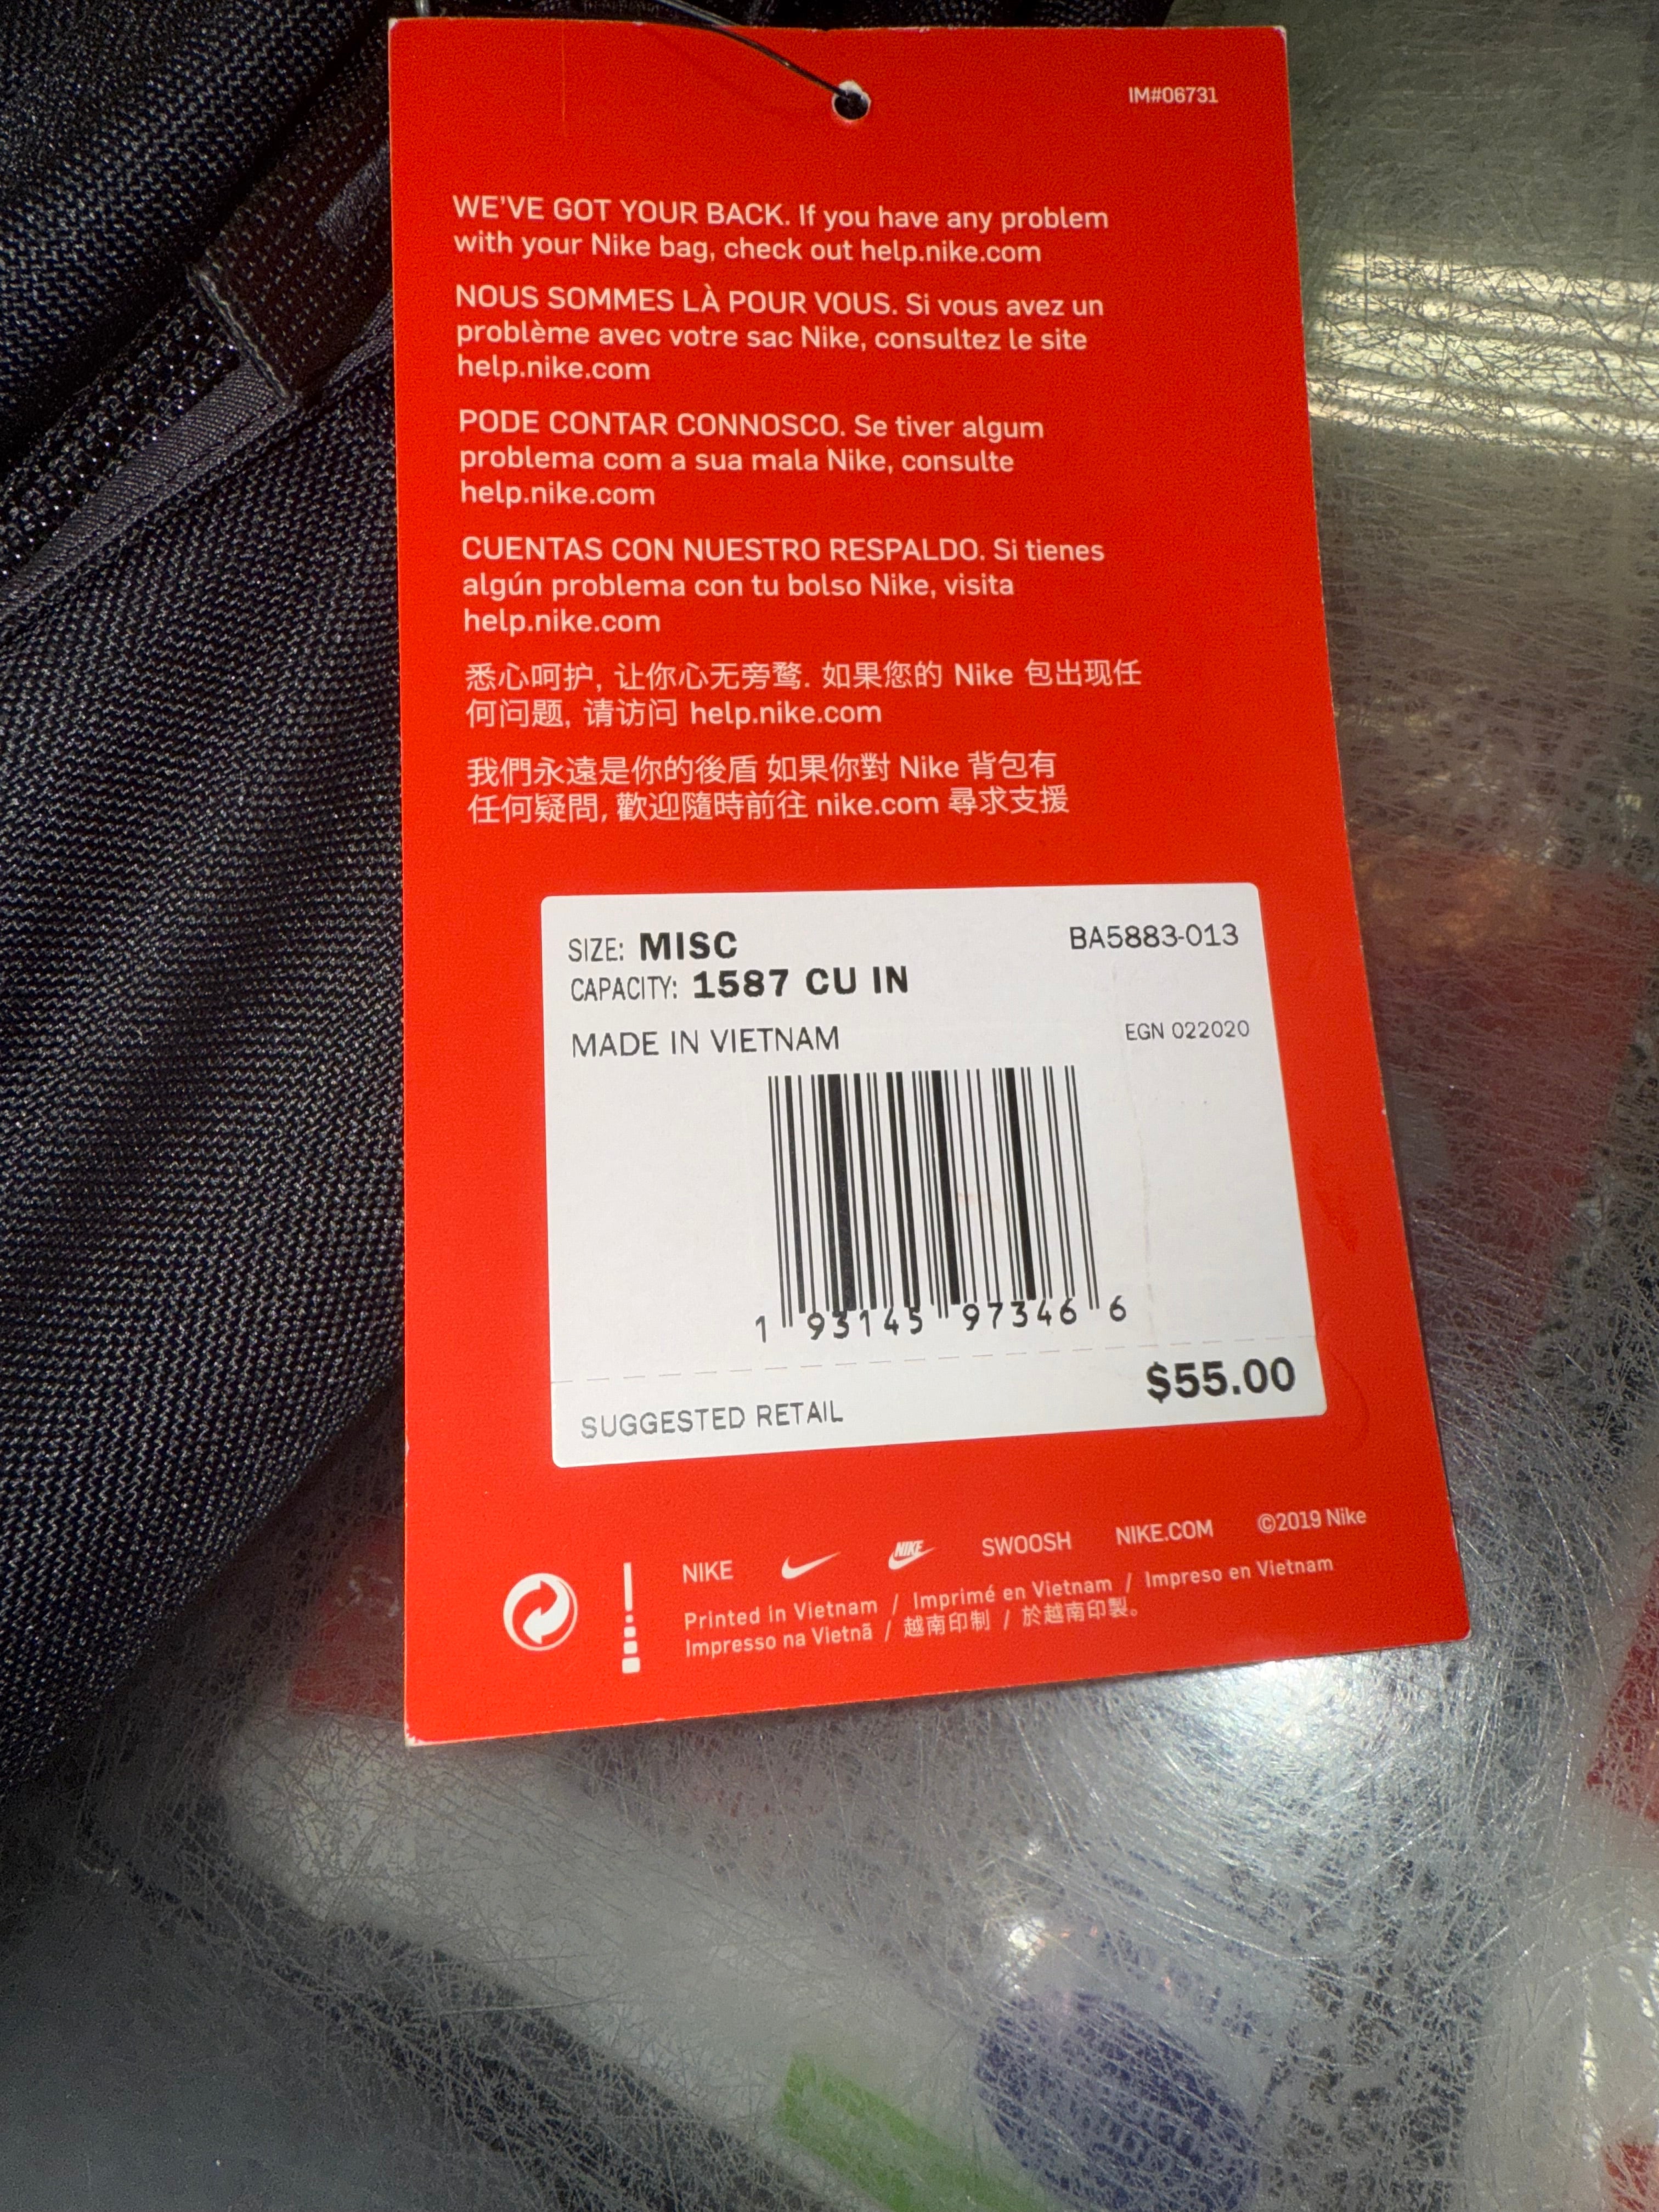 IM#06731
WE'VE GOT YOUR BACK. If you have any problem
with your Nike bag, check out help.nike.com
NOUS SOMMES LÀ POUR VOUS. Si vous avez un
problème avec votre sac Nike, consultez le site
help.nike.com
PODE CONTAR CONNOSCO. Se tiver algum
problema com a sua mala Nike, consulte
help.nike.com
CUENTAS CON NUESTRO RESPALDO. Si tienes
algún problema con tu bolso Nike, visita
help.nike.com
悉心呵护, 让你心无旁骛. 如果您的 Nike 包出现任
何问题, 请访问 help.nike.com
我們永遠是你的後盾 如果你對 Nike 背包有
任何疑問, 歡迎隨時前往 nike.com 尋求支援
SIZE: MISC BA5883-013
CAPACITY: 1587 CU IN
MADE IN VIETNAM EGN 022020
1 93145 97346 6
SUGGESTED RETAIL $55.00
NIKE NIKE SWOOSH NIKE.COM ©2019 Nike
Printed in Vietnam / Imprimé en Vietnam / Impreso en Vietnam
Impresso na Vietnã / 越南印制 / 於越南印製。